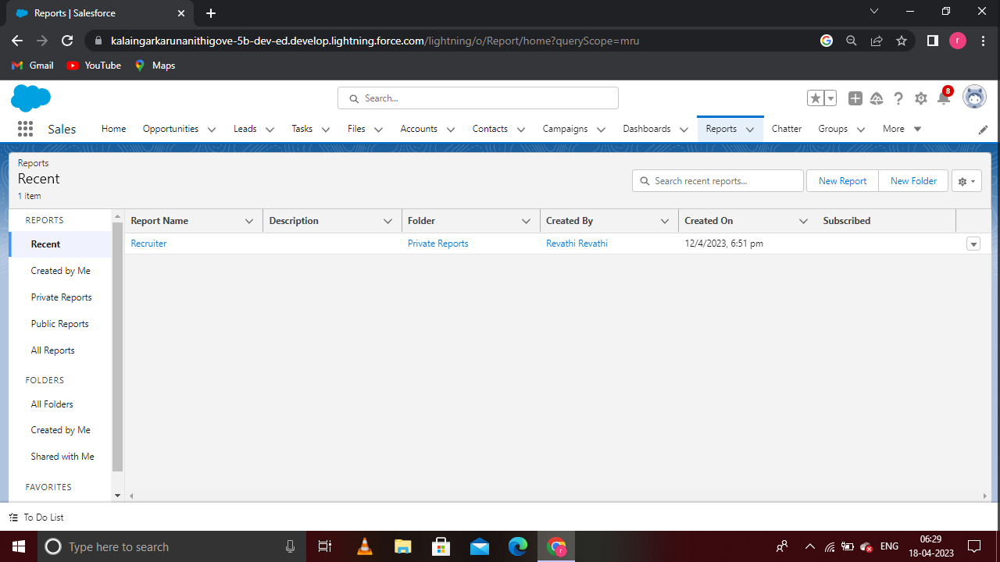 Reports | Salesforce
kalaingarkarunanithigove-5b-dev-ed.develop.lightning.force.com/lightning/o/Report/home?queryScope=mru
r
Gmail YouTube Maps
Search...
8
Sales Home Opportunities Leads Tasks Files Accounts Contacts Campaigns Dashboards Reports Chatter Groups More
Reports
Recent
1 item
Search recent reports...
New Report New Folder
REPORTS
Recent
Created by Me
Private Reports
Public Reports
All Reports
FOLDERS
All Folders
Created by Me
Shared with Me
FAVORITES
Report Name Description Folder Created By Created On Subscribed
Recruiter Private Reports Revathi Revathi 12/4/2023, 6:51 pm
To Do List
Type here to search
r
ENG
06:29
18-04-2023